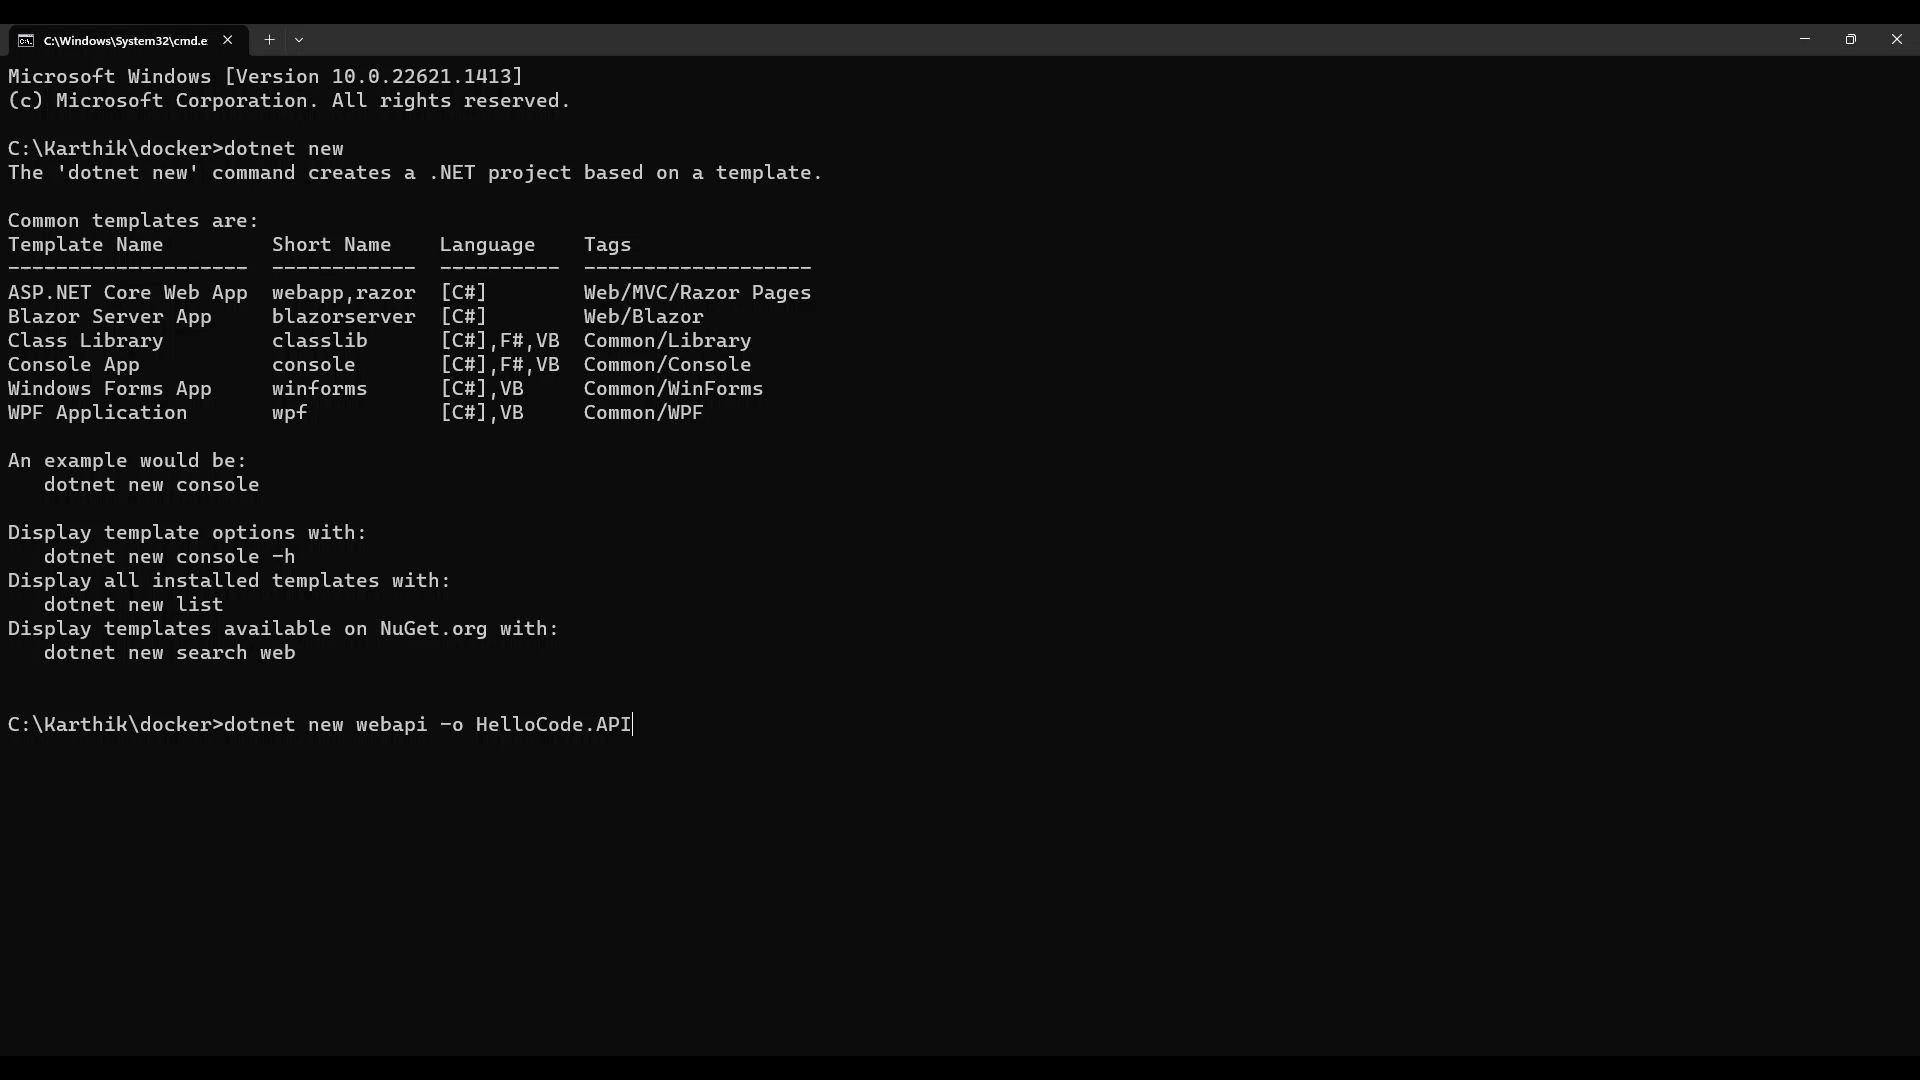 C:\Windows\System32\cmd.e
Microsoft Windows [Version 10.0.22621.1413]
(c) Microsoft Corporation. All rights reserved.
C:\Karthik\docker>dotnet new
The 'dotnet new' command creates a .NET project based on a template.
Common templates are:
Template Name         Short Name    Language    Tags
--------------------  ------------  ----------  -------------------
ASP.NET Core Web App  webapp,razor  [C#]        Web/MVC/Razor Pages
Blazor Server App     blazorserver  [C#]        Web/Blazor
Class Library         classlib      [C#],F#,VB  Common/Library
Console App           console       [C#],F#,VB  Common/Console
Windows Forms App     winforms      [C#],VB     Common/WinForms
WPF Application       wpf           [C#],VB     Common/WPF
An example would be:
   dotnet new console
Display template options with:
   dotnet new console -h
Display all installed templates with:
   dotnet new list
Display templates available on NuGet.org with:
   dotnet new search web
C:\Karthik\docker>dotnet new webapi -o HelloCode.API